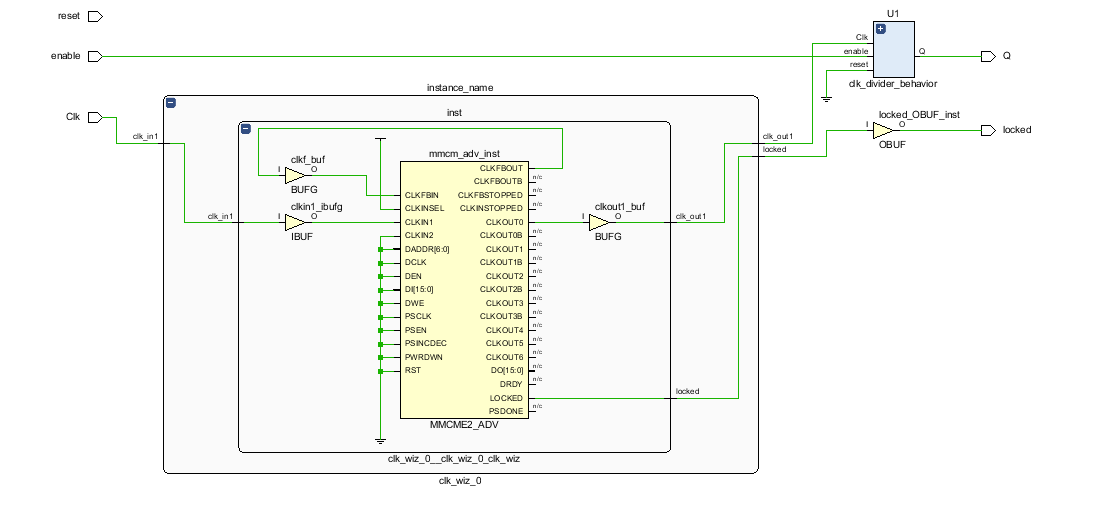 reset
enable
Clk
U1
Clk
enable
reset
Q
clk_divider_behavior
Q
locked_OBUF_inst
I
O
OBUF
locked
instance_name
clk_in1
inst
clk_out1
locked
clkf_buf
I
O
BUFG
clk_in1
clkin1_ibufg
I
O
IBUF
mmcm_adv_inst
CLKFBOUT
CLKFBOUTB n/c
CLKFBIN CLKFBSTOPPED n/c
CLKINSEL CLKINSTOPPED n/c
CLKIN1 CLKOUT0
CLKIN2 CLKOUT0B n/c
DADDR[6:0] CLKOUT1 n/c
DCLK CLKOUT1B n/c
DEN CLKOUT2 n/c
DI[15:0] CLKOUT2B n/c
DWE CLKOUT3 n/c
PSCLK CLKOUT3B n/c
PSEN CLKOUT4 n/c
PSINCDEC CLKOUT5 n/c
PWRDWN CLKOUT6 n/c
RST DO[15:0] n/c
DRDY n/c
LOCKED
PSDONE n/c
MMCME2_ADV
clkout1_buf
I
O
BUFG
clk_out1
locked
clk_wiz_0__clk_wiz_0_clk_wiz
clk_wiz_0